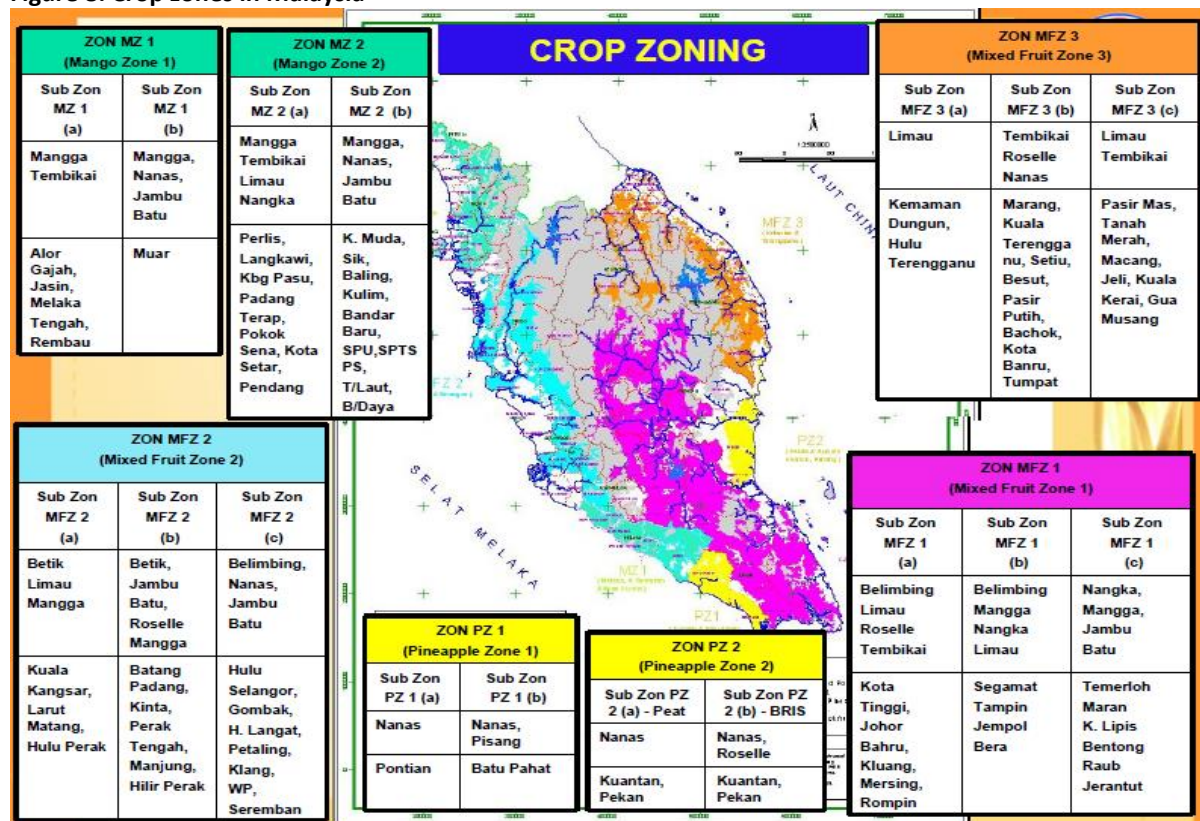 Figure 3: Crop zones in Malaysia
CROP ZONING
ZON MZ 1
(Mango Zone 1)
Sub Zon
MZ 1
(a)
Sub Zon
MZ 1
(b)
Mangga
Tembikai
Mangga,
Nanas,
Jambu
Batu
Alor
Gajah,
Jasin,
Melaka
Tengah,
Rembau
Muar
ZON MZ 2
(Mango Zone 2)
Sub Zon
MZ 2 (a)
Sub Zon
MZ 2 (b)
Mangga
Tembikai
Limau
Nangka
Mangga,
Nanas,
Jambu
Batu
Perlis,
Langkawi,
Kbg Pasu,
Padang
Terap,
Pokok
Sena, Kota
Setar,
Pendang
K. Muda,
Sik,
Baling,
Kulim,
Bandar
Baru,
SPU,SPTS
PS,
T/Laut,
B/Daya
ZON MFZ 3
(Mixed Fruit Zone 3)
Sub Zon
MFZ 3 (a)
Sub Zon
MFZ 3 (b)
Sub Zon
MFZ 3 (c)
Limau
Tembikai
Roselle
Nanas
Limau
Tembikai
Kemaman
Dungun,
Hulu
Terengganu
Marang,
Kuala
Terengga
nu, Setiu,
Besut,
Pasir
Putih,
Bachok,
Kota
Banru,
Tumpat
Pasir Mas,
Tanah
Merah,
Macang,
Jeli, Kuala
Kerai, Gua
Musang
LAUT CHINA
MFZ 3
FZ 2
PZ2
SELAT MELAKA
MZ 1
PZ1
ZON MFZ 2
(Mixed Fruit Zone 2)
Sub Zon
MFZ 2
(a)
Sub Zon
MFZ 2
(b)
Sub Zon
MFZ 2
(c)
Betik
Limau
Mangga
Betik,
Jambu
Batu,
Roselle
Mangga
Belimbing,
Nanas,
Jambu
Batu
Kuala
Kangsar,
Larut
Matang,
Hulu Perak
Batang
Padang,
Kinta,
Perak
Tengah,
Manjung,
Hilir Perak
Hulu
Selangor,
Gombak,
H. Langat,
Petaling,
Klang,
WP,
Seremban
ZON PZ 1
(Pineapple Zone 1)
Sub Zon
PZ 1 (a)
Sub Zon
PZ 1 (b)
Nanas
Nanas,
Pisang
Pontian
Batu Pahat
ZON PZ 2
(Pineapple Zone 2)
Sub Zon PZ
2 (a) - Peat
Sub Zon PZ
2 (b) - BRIS
Nanas
Nanas,
Roselle
Kuantan,
Pekan
Kuantan,
Pekan
ZON MFZ 1
(Mixed Fruit Zone 1)
Sub Zon
MFZ 1
(a)
Sub Zon
MFZ 1
(b)
Sub Zon
MFZ 1
(c)
Belimbing
Limau
Roselle
Tembikai
Belimbing
Mangga
Nangka
Limau
Nangka,
Mangga,
Jambu
Batu
Kota
Tinggi,
Johor
Bahru,
Kluang,
Mersing,
Rompin
Segamat
Tampin
Jempol
Bera
Temerloh
Maran
K. Lipis
Bentong
Raub
Jerantut